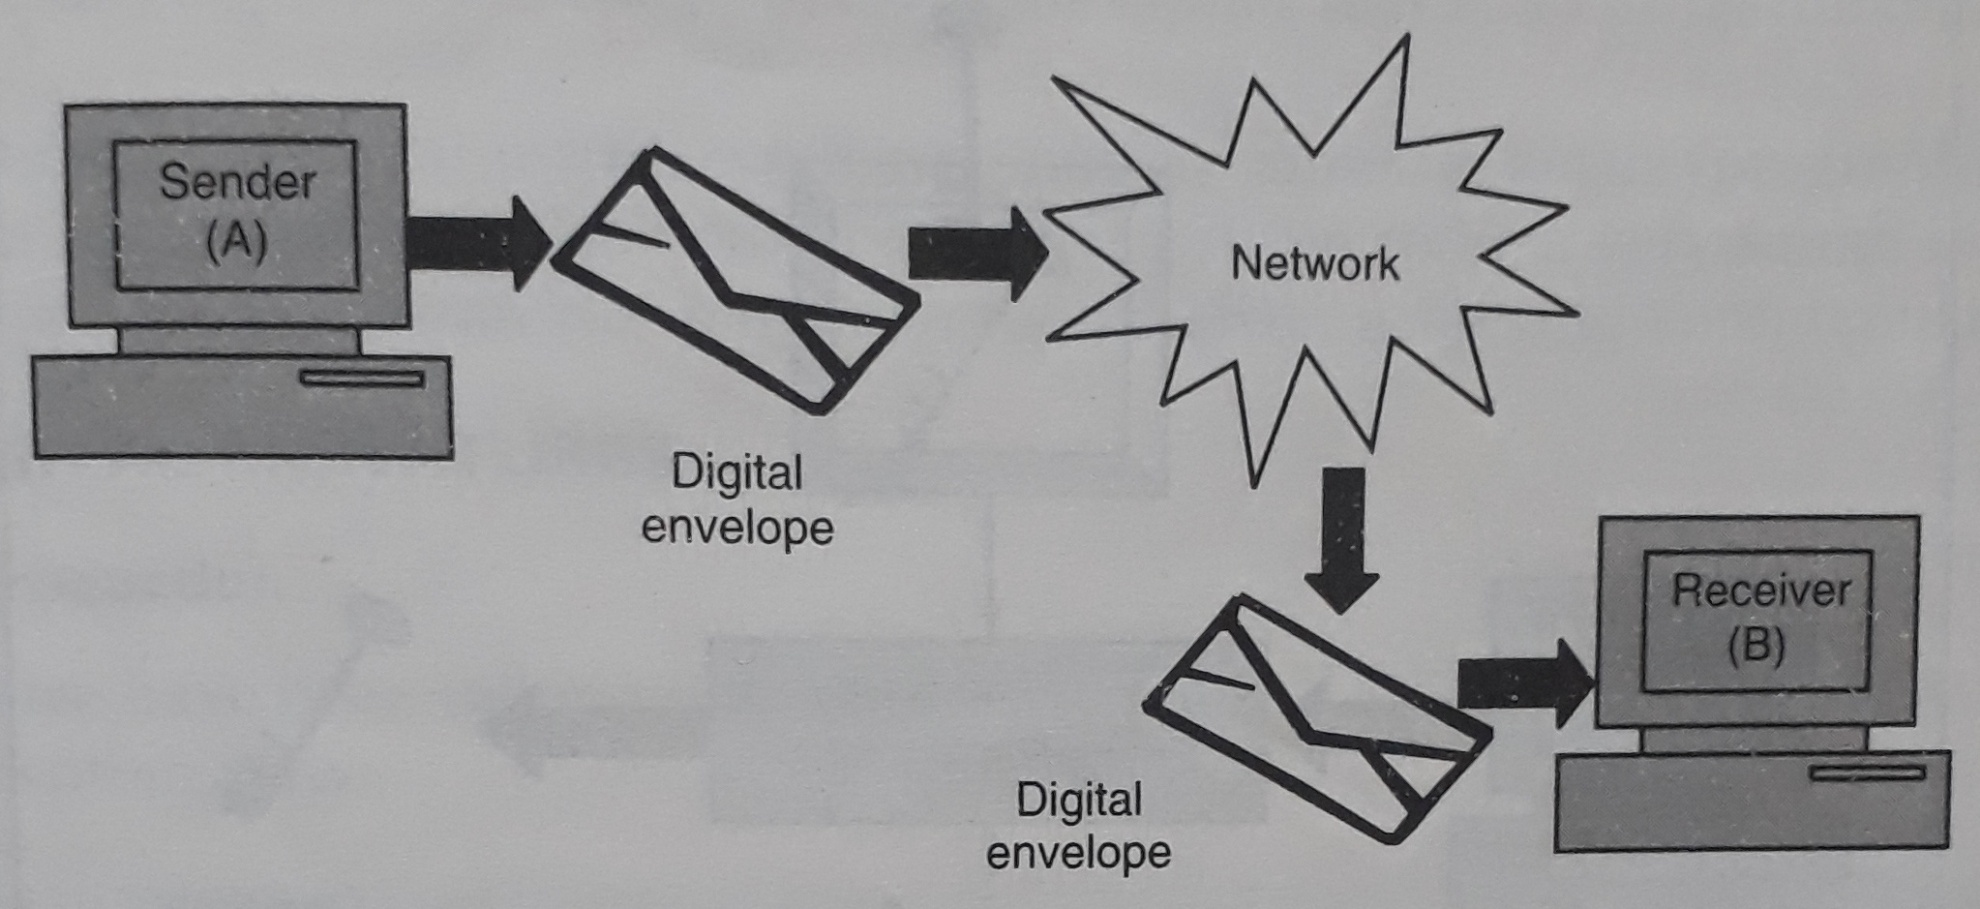 Sender
(A)
Digital
envelope
Network
Digital
envelope
Receiver
(B)